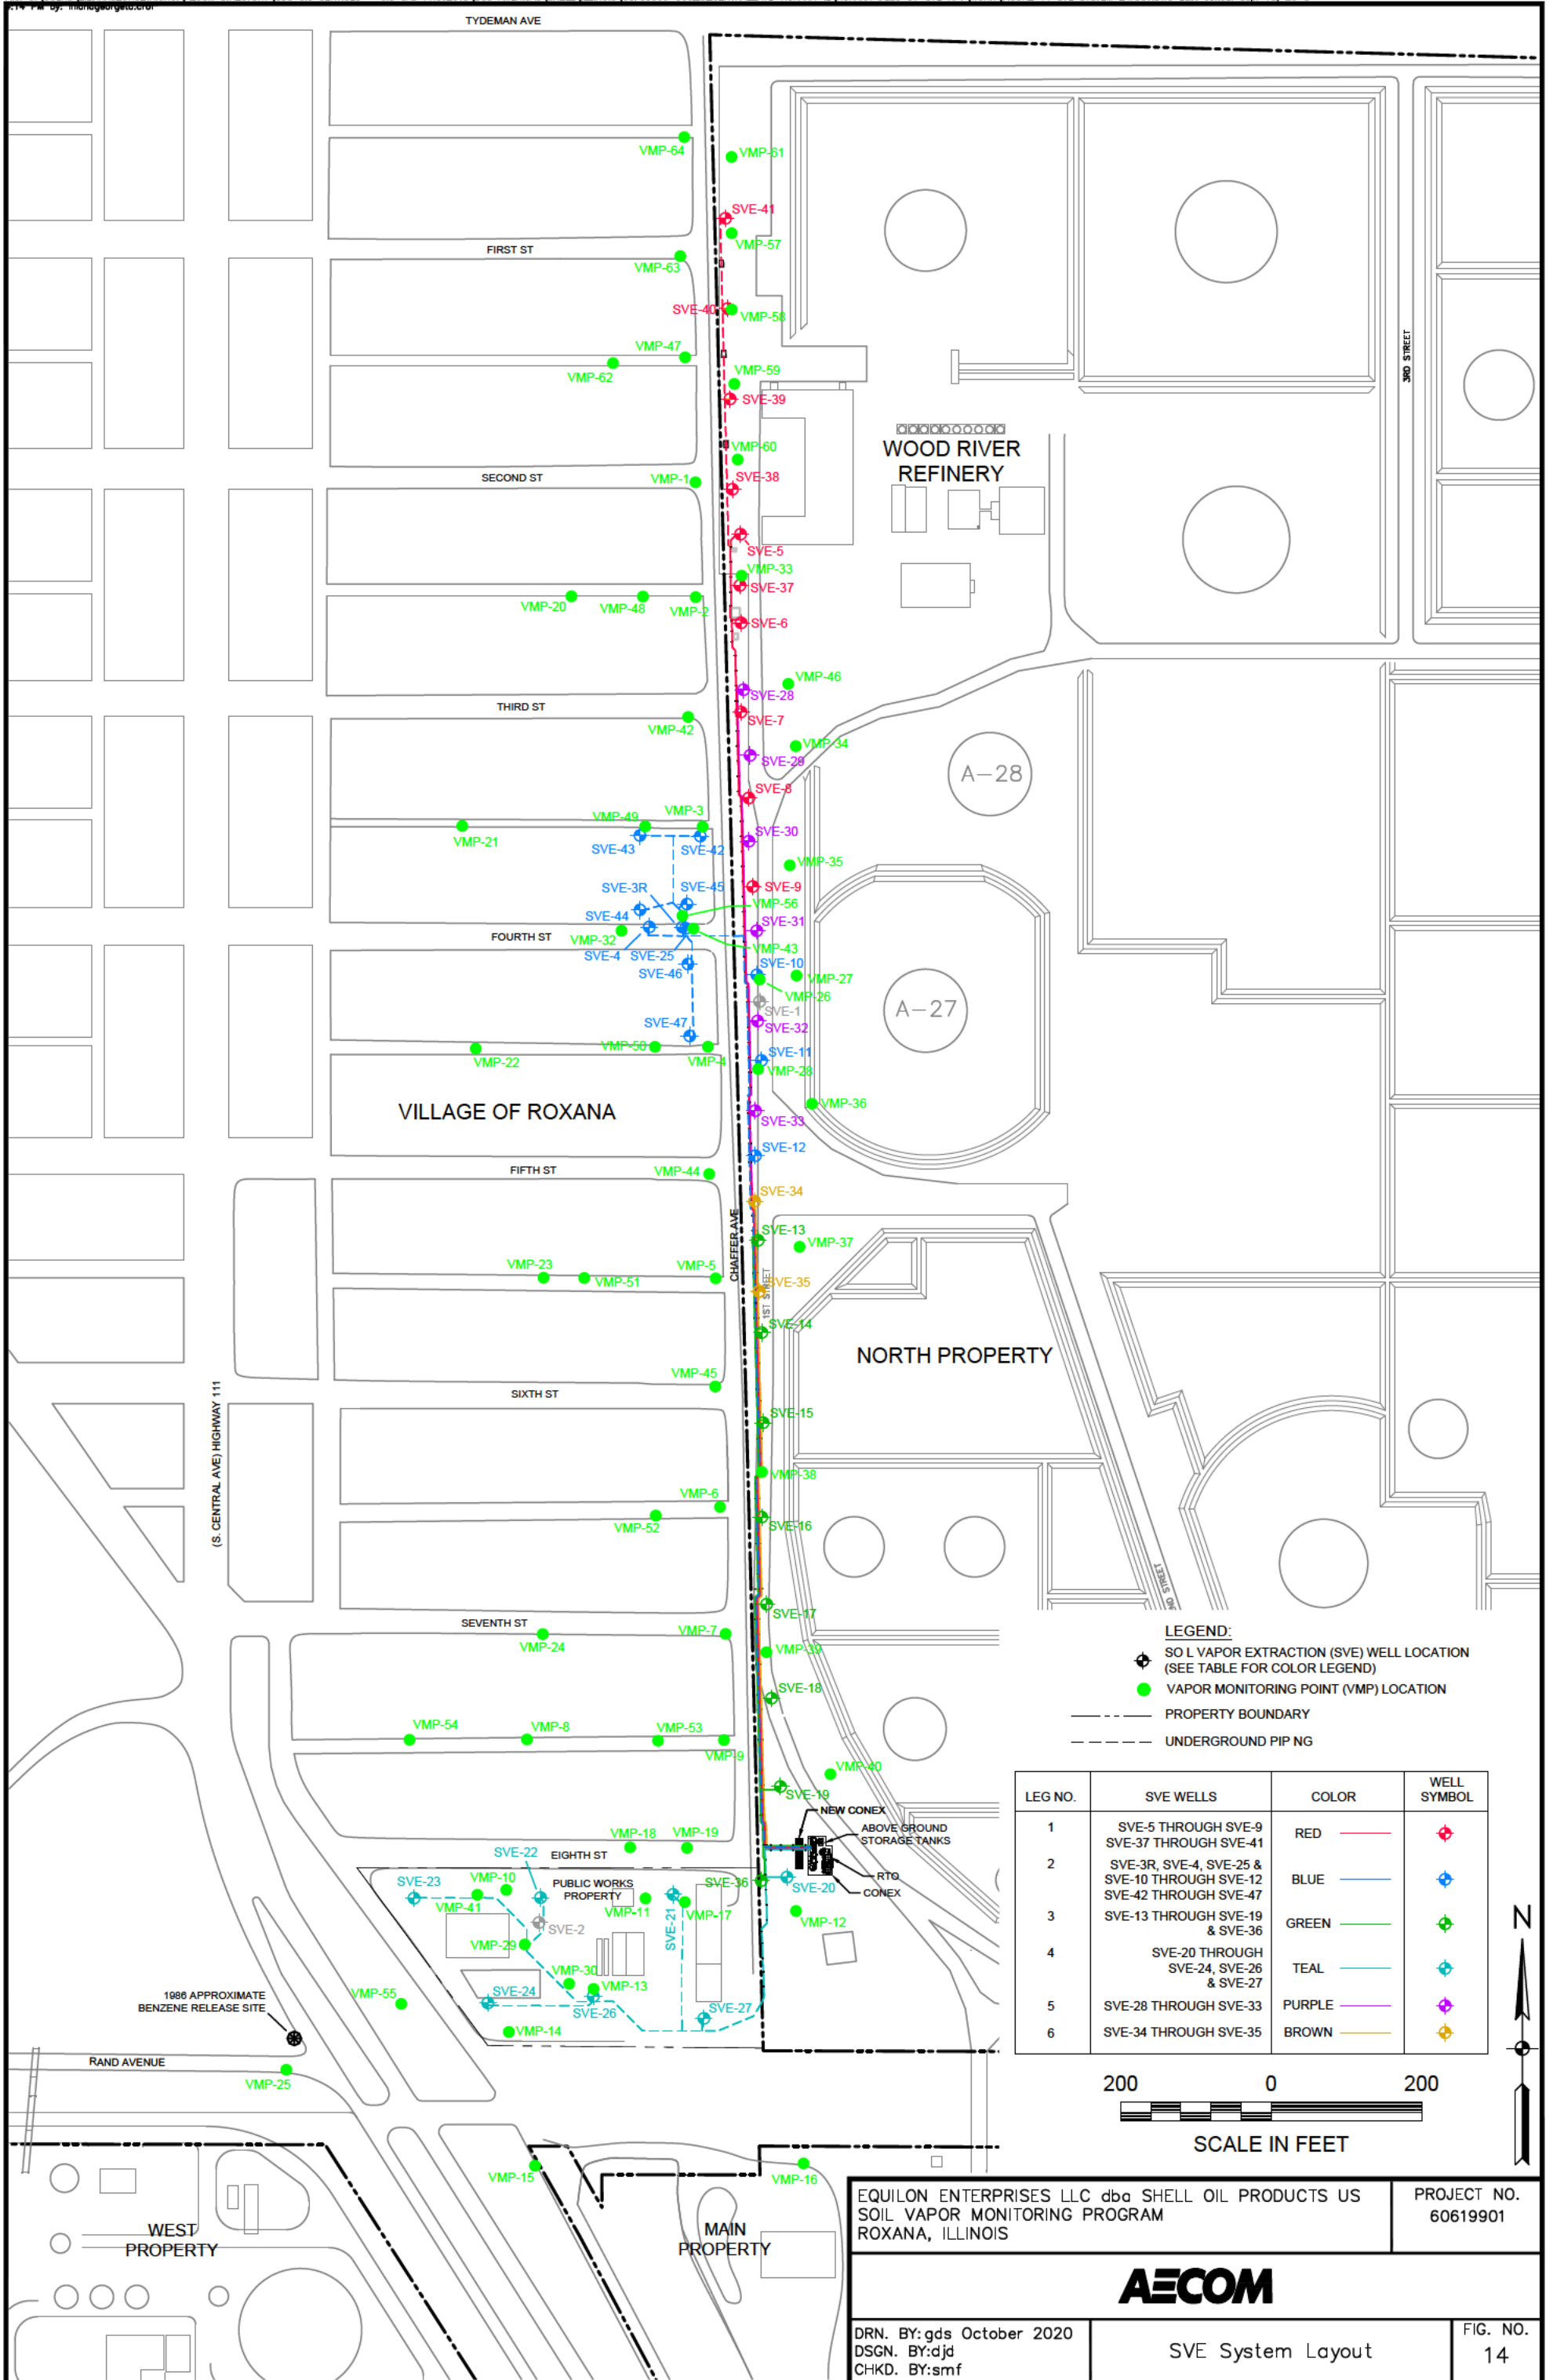 TYDEMAN AVE
VMP-64
VMP-61
SVE-41
VMP-57
FIRST ST
VMP-63
SVE-40
VMP-58
VMP-47
VMP-62
VMP-59
SVE-39
3RD STREET
WOOD RIVER
REFINERY
VMP-60
SECOND ST
VMP-1
SVE-38
SVE-5
VMP-33
SVE-37
VMP-20
VMP-48
VMP-2
SVE-6
VMP-46
SVE-28
THIRD ST
VMP-42
SVE-7
VMP-34
SVE-29
A-28
SVE-8
VMP-49
VMP-3
VMP-21
SVE-43
SVE-42
SVE-30
VMP-35
SVE-3R
SVE-45
SVE-9
VMP-56
SVE-44
SVE-31
FOURTH ST
VMP-32
VMP-43
SVE-4
SVE-25
SVE-46
SVE-10
VMP-27
VMP-26
SVE-1
A-27
SVE-47
SVE-32
VMP-22
VMP-50
VMP-4
SVE-11
VMP-28
VILLAGE OF ROXANA
VMP-36
SVE-33
SVE-12
FIFTH ST
VMP-44
SVE-34
CHAFFER AVE
SVE-13
VMP-37
VMP-23
VMP-51
VMP-5
SVE-35
1ST STREET
SVE-14
NORTH PROPERTY
VMP-45
SIXTH ST
(S. CENTRAL AVE) HIGHWAY 111
SVE-15
VMP-38
VMP-6
VMP-52
SVE-16
STREET
SVE-17
SEVENTH ST
VMP-24
VMP-7
VMP-39
SVE-18
VMP-54
VMP-8
VMP-53
VMP-9
VMP-40
SVE-19
NEW CONEX
ABOVE GROUND
STORAGE TANKS
RTO
CONEX
VMP-18
VMP-19
EIGHTH ST
SVE-22
SVE-23
VMP-10
VMP-41
PUBLIC WORKS
PROPERTY
SVE-36
SVE-20
VMP-11
SVE-21
VMP-17
VMP-12
SVE-2
VMP-29
VMP-30
VMP-13
VMP-55
SVE-24
SVE-26
SVE-27
VMP-14
1986 APPROXIMATE
BENZENE RELEASE SITE
RAND AVENUE
VMP-25
VMP-15
VMP-16
WEST
PROPERTY
MAIN
PROPERTY
LEGEND:
SO L VAPOR EXTRACTION (SVE) WELL LOCATION
(SEE TABLE FOR COLOR LEGEND)
VAPOR MONITORING POINT (VMP) LOCATION
PROPERTY BOUNDARY
UNDERGROUND PIP NG
LEG NO. SVE WELLS COLOR WELL
SYMBOL
1 SVE-5 THROUGH SVE-9
SVE-37 THROUGH SVE-41 RED
2 SVE-3R, SVE-4, SVE-25 &
SVE-10 THROUGH SVE-12 BLUE
SVE-42 THROUGH SVE-47
3 SVE-13 THROUGH SVE-19
& SVE-36 GREEN
4 SVE-20 THROUGH
SVE-24, SVE-26 TEAL
& SVE-27
5 SVE-28 THROUGH SVE-33 PURPLE
6 SVE-34 THROUGH SVE-35 BROWN
N
200 0 200
SCALE IN FEET
EQUILON ENTERPRISES LLC dba SHELL OIL PRODUCTS US
SOIL VAPOR MONITORING PROGRAM
ROXANA, ILLINOIS
PROJECT NO.
60619901
AECOM
DRN. BY:gds October 2020
DSGN. BY:djd
CHKD. BY:smf
SVE System Layout
FIG. NO.
14